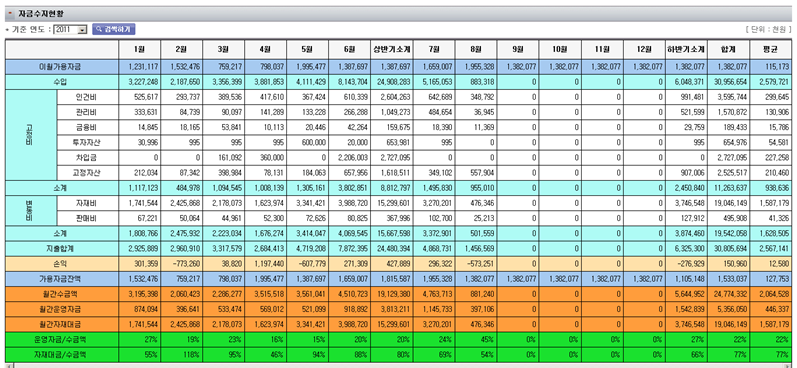 자금수지현황
기준 연도 : 2011 검색하기
[ 단위 : 천원 ]
1월 2월 3월 4월 5월 6월 상반기소계 7월 8월 9월 10월 11월 12월 하반기소계 합계 평균
이월가용자금 1,231,117 1,532,476 759,217 798,037 1,995,477 1,387,697 1,387,697 1,659,007 1,955,328 1,382,077 1,382,077 1,382,077 1,382,077 1,382,077 1,382,077 115,173
수입 3,227,248 2,187,650 3,356,399 3,881,853 4,111,429 8,143,704 24,908,283 5,165,053 883,318 0 0 0 0 6,048,371 30,956,654 2,579,721
고정비
인건비 525,617 293,737 389,536 417,610 367,424 610,339 2,604,263 642,689 348,792 0 0 0 0 991,481 3,595,744 299,645
관리비 333,631 84,739 90,097 141,289 133,228 266,288 1,049,273 484,654 36,945 0 0 0 0 521,599 1,570,872 130,906
금융비 14,845 18,165 53,841 10,113 20,446 42,264 159,675 18,390 11,369 0 0 0 0 29,759 189,433 15,786
투자자산 30,996 995 995 995 600,000 20,000 653,981 995 0 0 0 0 0 995 654,976 54,581
차입금 0 0 161,092 360,000 0 2,206,003 2,727,095 0 0 0 0 0 0 0 2,727,095 227,258
고정자산 212,034 87,342 398,984 78,131 184,063 657,956 1,618,511 349,102 557,904 0 0 0 0 907,006 2,525,517 210,460
소계 1,117,123 484,978 1,094,545 1,008,139 1,305,161 3,802,851 8,812,797 1,495,830 955,010 0 0 0 0 2,450,840 11,263,637 938,636
변동비
자재비 1,741,544 2,425,868 2,178,073 1,623,974 3,341,421 3,988,720 15,299,601 3,270,201 476,346 0 0 0 0 3,746,548 19,046,149 1,587,179
판매비 67,221 50,064 44,961 52,300 72,626 80,825 367,996 102,700 25,213 0 0 0 0 127,912 495,908 41,326
소계 1,808,766 2,475,932 2,223,034 1,676,274 3,414,047 4,069,545 15,667,598 3,372,901 501,559 0 0 0 0 3,874,460 19,542,058 1,628,505
지출합계 2,925,889 2,960,910 3,317,579 2,684,413 4,719,208 7,872,395 24,480,394 4,868,731 1,456,569 0 0 0 0 6,325,300 30,805,694 2,567,141
손익 301,359 -773,260 38,820 1,197,440 -607,779 271,309 427,889 296,322 -573,251 0 0 0 0 -276,929 150,960 12,580
가용자금잔액 1,532,476 759,217 798,037 1,995,477 1,387,697 1,659,007 1,815,587 1,955,328 1,382,077 1,382,077 1,382,077 1,382,077 1,382,077 1,105,148 1,533,037 127,753
월간수금액 3,195,398 2,060,423 2,286,277 3,515,518 3,561,041 4,510,723 19,129,380 4,763,713 881,240 0 0 0 0 5,644,952 24,774,332 2,064,528
월간운영자금 874,094 396,641 533,474 569,012 521,099 918,892 3,813,211 1,145,733 397,106 0 0 0 0 1,542,839 5,356,050 446,337
월간자재대금 1,741,544 2,425,868 2,178,073 1,623,974 3,341,421 3,988,720 15,299,601 3,270,201 476,346 0 0 0 0 3,746,548 19,046,149 1,587,179
운영자금/수금액 27% 19% 23% 16% 15% 20% 20% 24% 45% 0% 0% 0% 0% 27% 22% 22%
자재대금/수금액 55% 118% 95% 46% 94% 88% 80% 69% 54% 0% 0% 0% 0% 66% 77% 77%